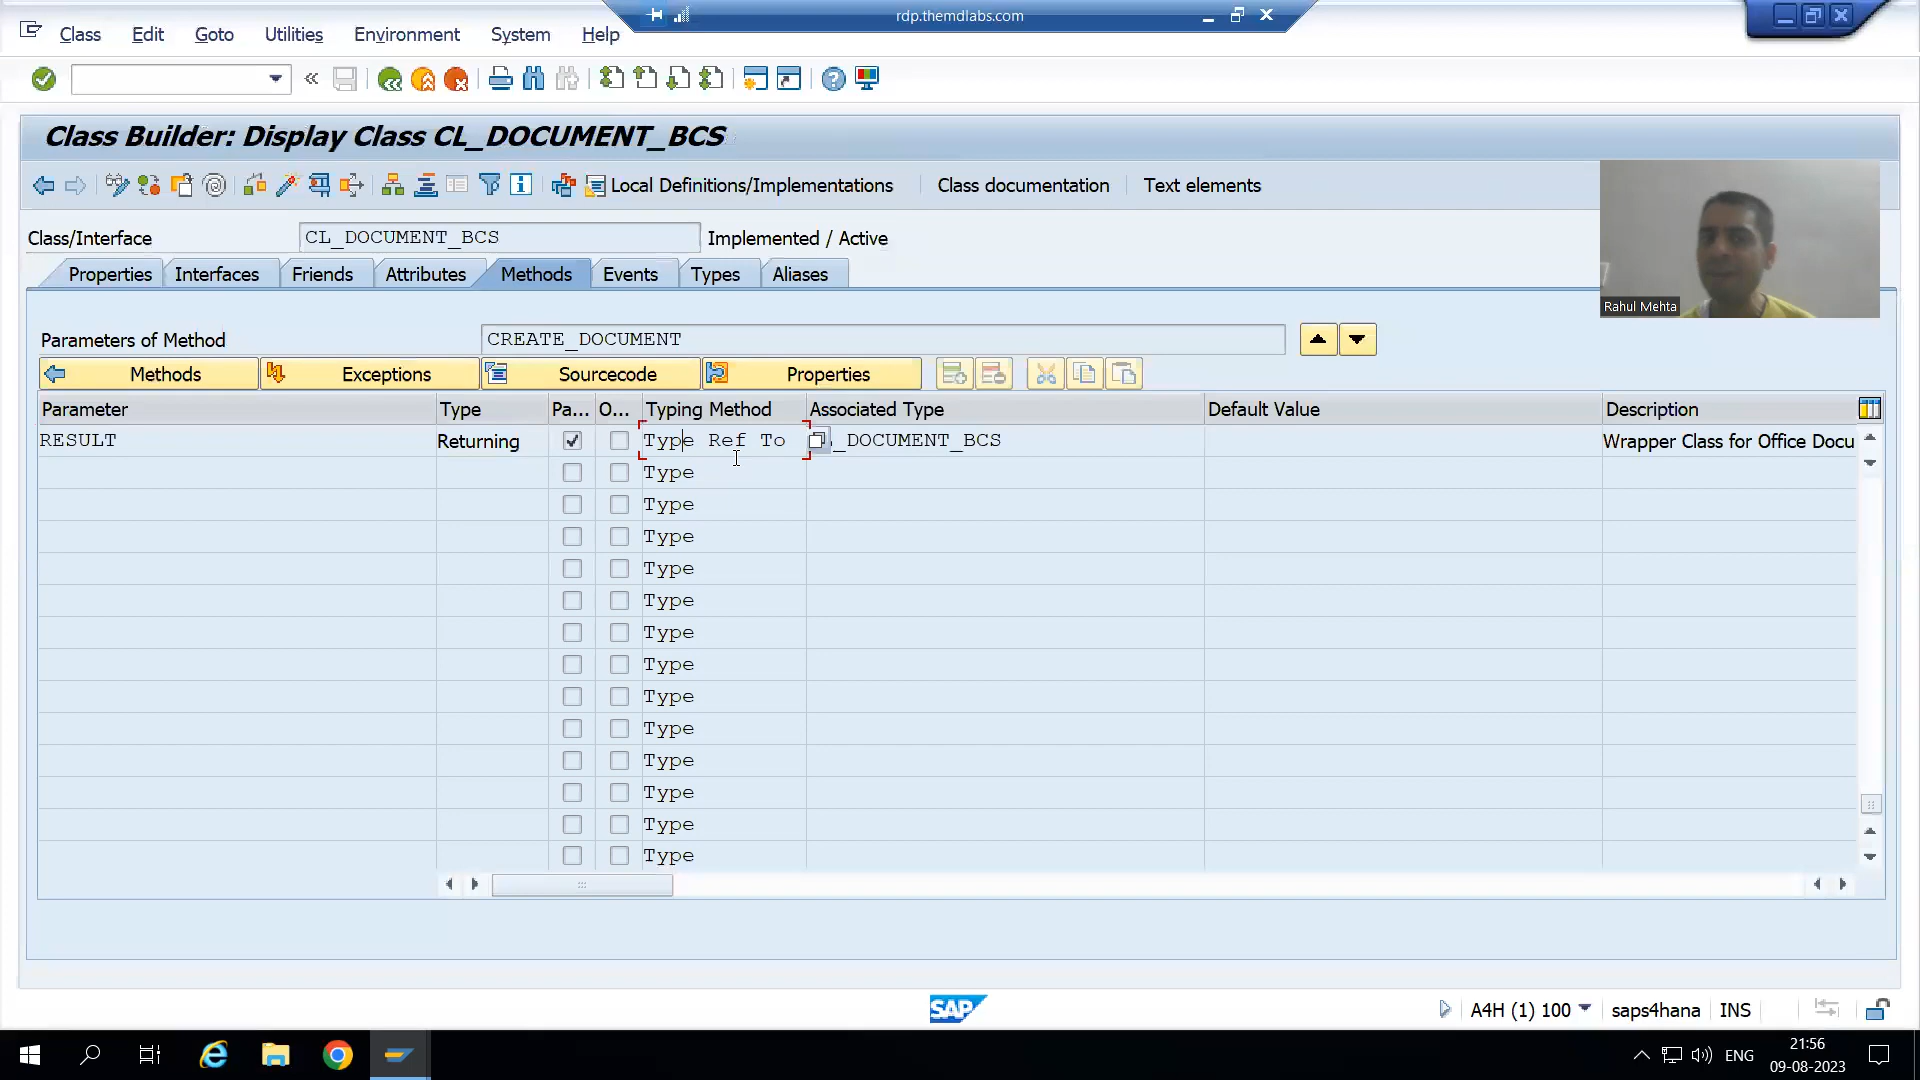 rdp.themdlabs.com
Class Edit Goto Utilities Environment System Help
Class Builder: Display Class CL_DOCUMENT_BCS
Local Definitions/Implementations Class documentation Text elements
Class/Interface CL_DOCUMENT_BCS Implemented / Active
Properties Interfaces Friends Attributes Methods Events Types Aliases
Rahul Mehta
Parameters of Method CREATE_DOCUMENT
Methods Exceptions Sourcecode Properties
Parameter Type Pa... O... Typing Method Associated Type Default Value Description
RESULT Returning Type Ref To _DOCUMENT_BCS Wrapper Class for Office Docu
Type
Type
Type
Type
Type
Type
Type
Type
Type
Type
Type
Type
Type
SAP A4H (1) 100 saps4hana INS
ENG
21:56
09-08-2023